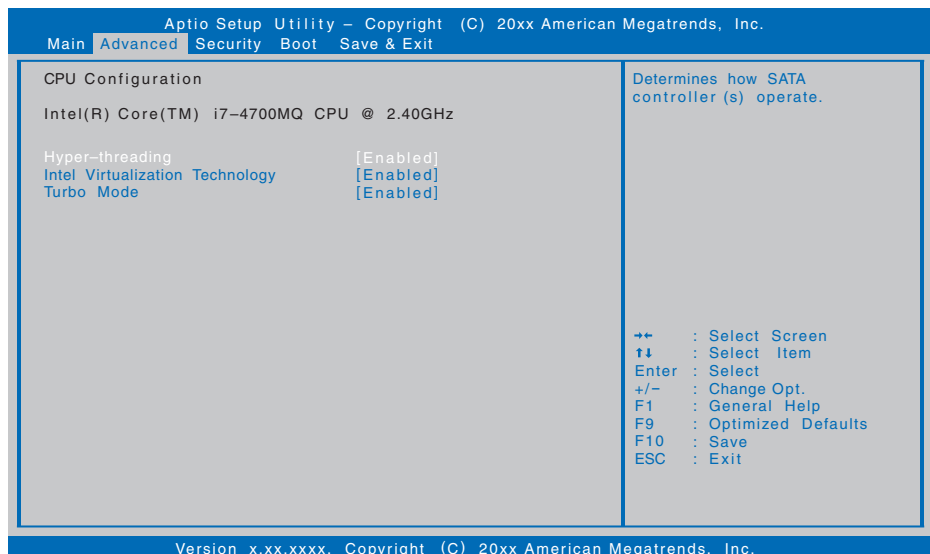 Aptio Setup Utility – Copyright (C) 20xx American Megatrends, Inc.
Main Advanced Security Boot Save & Exit
CPU Configuration
Intel(R) Core(TM) i7–4700MQ CPU @ 2.40GHz
Hyper–threading [Enabled]
Intel Virtualization Technology [Enabled]
Turbo Mode [Enabled]
Determines how SATA
controller (s) operate.
→← : Select Screen
↑↓ : Select Item
Enter : Select
+/– : Change Opt.
F1 : General Help
F9 : Optimized Defaults
F10 : Save
ESC : Exit
Version x.xx.xxxx. Copyright (C) 20xx American Megatrends, Inc.